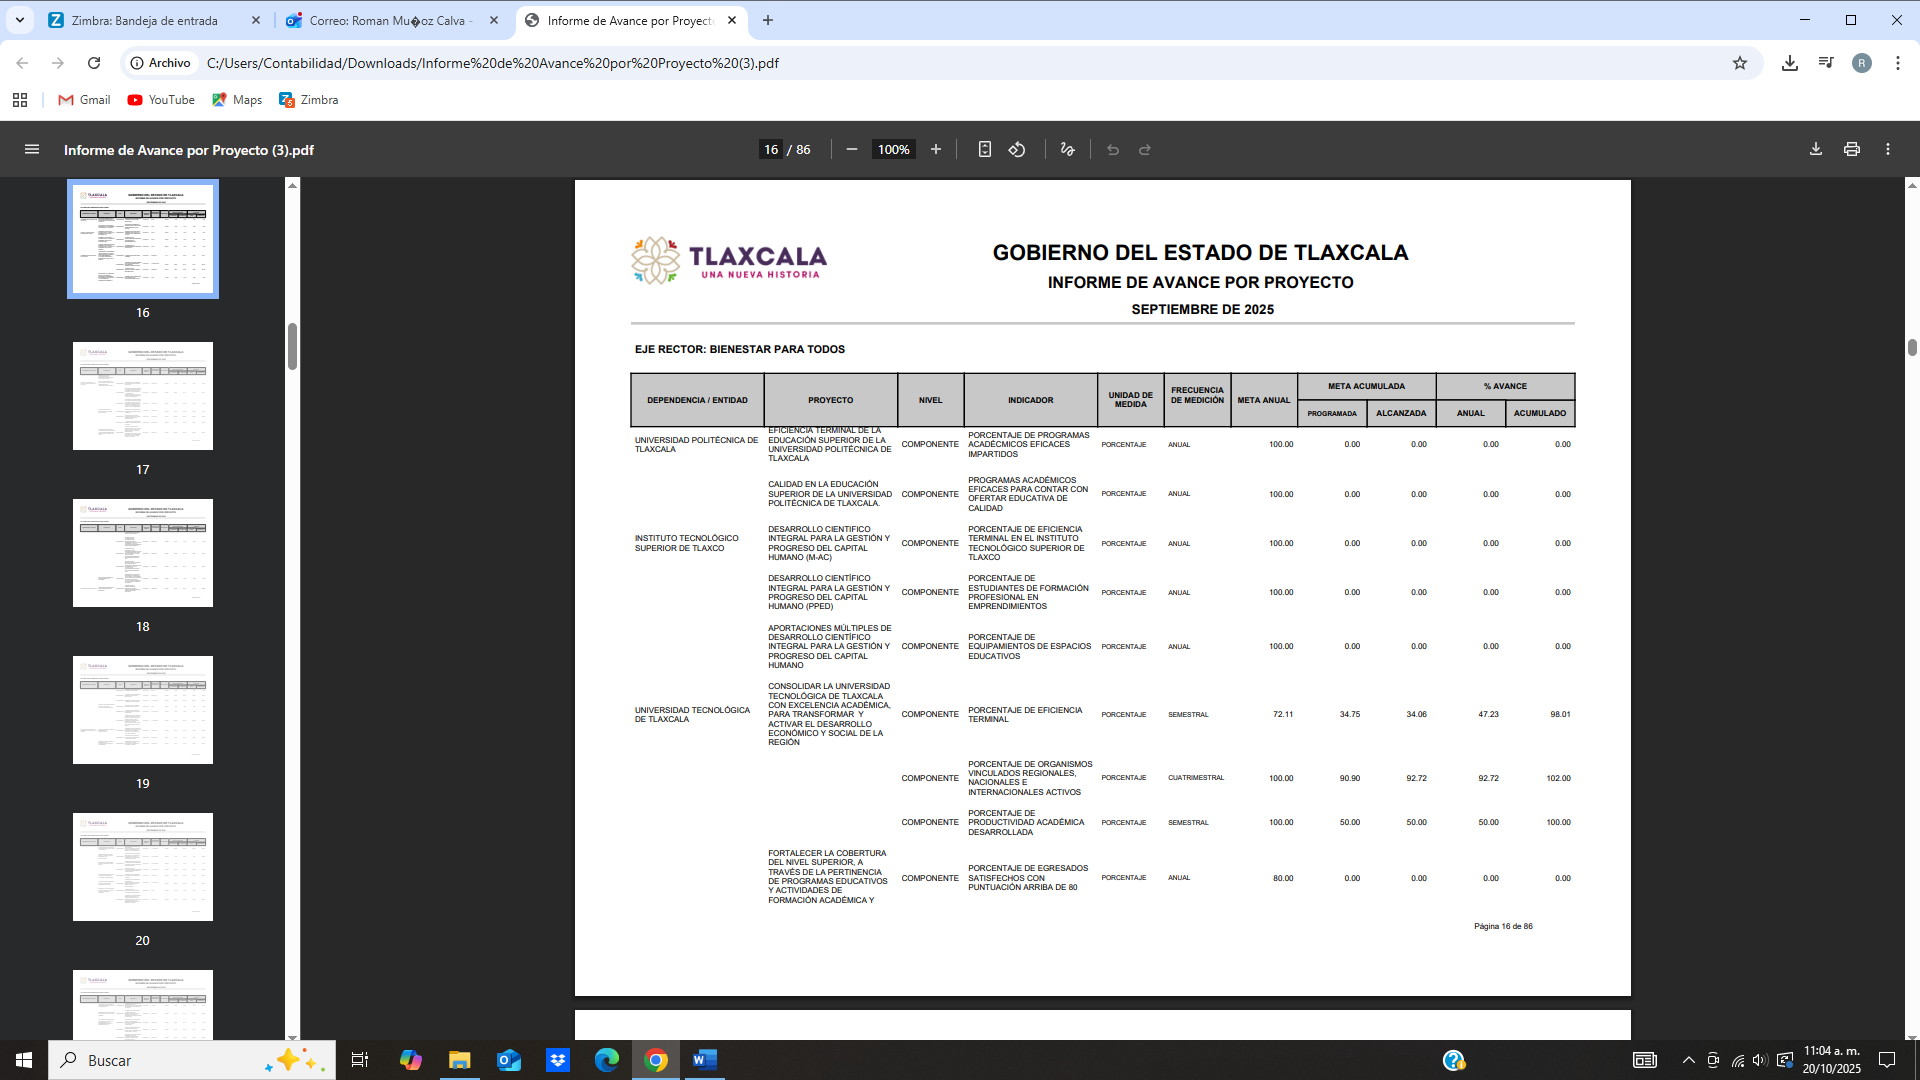 Zimbra: Bandeja de entrada
Correo: Roman Mu�oz Calva -
Informe de Avance por Proyecto
Archivo
C:/Users/Contabilidad/Downloads/Informe%20de%20Avance%20por%20Proyecto%20(3).pdf
R
Gmail
YouTube
Maps
Zimbra
Informe de Avance por Proyecto (3).pdf
16 / 86
100%
16
17
18
19
20
TLAXCALA
UNA NUEVA HISTORIA
GOBIERNO DEL ESTADO DE TLAXCALA
INFORME DE AVANCE POR PROYECTO
SEPTIEMBRE DE 2025
EJE RECTOR: BIENESTAR PARA TODOS
DEPENDENCIA / ENTIDAD PROYECTO NIVEL INDICADOR UNIDAD DE MEDIDA FRECUENCIA DE MEDICIÓN META ANUAL META ACUMULADA % AVANCE
PROGRAMADA ALCANZADA ANUAL ACUMULADO
UNIVERSIDAD POLITÉCNICA DE
TLAXCALA
EFICIENCIA TERMINAL DE LA
EDUCACIÓN SUPERIOR DE LA
UNIVERSIDAD POLITÉCNICA DE
TLAXCALA
COMPONENTE
PORCENTAJE DE PROGRAMAS
ACADÉCMICOS EFICACES
IMPARTIDOS
PORCENTAJE ANUAL 100.00 0.00 0.00 0.00 0.00
CALIDAD EN LA EDUCACIÓN
SUPERIOR DE LA UNIVERSIDAD
POLITÉCNICA DE TLAXCALA.
COMPONENTE
PROGRAMAS ACADÉMICOS
EFICACES PARA CONTAR CON
OFERTAR EDUCATIVA DE
CALIDAD
PORCENTAJE ANUAL 100.00 0.00 0.00 0.00 0.00
INSTITUTO TECNOLÓGICO
SUPERIOR DE TLAXCO
DESARROLLO CIENTIFICO
INTEGRAL PARA LA GESTIÓN Y
PROGRESO DEL CAPITAL
HUMANO (M-AC)
COMPONENTE
PORCENTAJE DE EFICIENCIA
TERMINAL EN EL INSTITUTO
TECNOLÓGICO SUPERIOR DE
TLAXCO
PORCENTAJE ANUAL 100.00 0.00 0.00 0.00 0.00
DESARROLLO CIENTÍFICO
INTEGRAL PARA LA GESTIÓN Y
PROGRESO DEL CAPITAL
HUMANO (PPED)
COMPONENTE
PORCENTAJE DE
ESTUDIANTES DE FORMACIÓN
PROFESIONAL EN
EMPRENDIMIENTOS
PORCENTAJE ANUAL 100.00 0.00 0.00 0.00 0.00
APORTACIONES MÚLTIPLES DE
DESARROLLO CIENTÍFICO
INTEGRAL PARA LA GESTIÓN Y
PROGRESO DEL CAPITAL
HUMANO
COMPONENTE
PORCENTAJE DE
EQUIPAMIENTOS DE ESPACIOS
EDUCATIVOS
PORCENTAJE ANUAL 100.00 0.00 0.00 0.00 0.00
UNIVERSIDAD TECNOLÓGICA
DE TLAXCALA
CONSOLIDAR LA UNIVERSIDAD
TECNOLÓGICA DE TLAXCALA
CON EXCELENCIA ACADÉMICA,
PARA TRANSFORMAR Y
ACTIVAR EL DESARROLLO
ECONÓMICO Y SOCIAL DE LA
REGIÓN
COMPONENTE
PORCENTAJE DE EFICIENCIA
TERMINAL
PORCENTAJE SEMESTRAL 72.11 34.75 34.06 47.23 98.01
COMPONENTE
PORCENTAJE DE ORGANISMOS
VINCULADOS REGIONALES,
NACIONALES E
INTERNACIONALES ACTIVOS
PORCENTAJE CUATRIMESTRAL 100.00 90.90 92.72 92.72 102.00
COMPONENTE
PORCENTAJE DE
PRODUCTIVIDAD ACADÉMICA
DESARROLLADA
PORCENTAJE SEMESTRAL 100.00 50.00 50.00 50.00 100.00
FORTALECER LA COBERTURA
DEL NIVEL SUPERIOR, A
TRAVÉS DE LA PERTINENCIA
DE PROGRAMAS EDUCATIVOS
Y ACTIVIDADES DE
FORMACIÓN ACADÉMICA Y
COMPONENTE
PORCENTAJE DE EGRESADOS
SATISFECHOS CON
PUNTUACIÓN ARRIBA DE 80
PORCENTAJE ANUAL 80.00 0.00 0.00 0.00 0.00
Página 16 de 86
Buscar
11:04 a. m.
20/10/2025